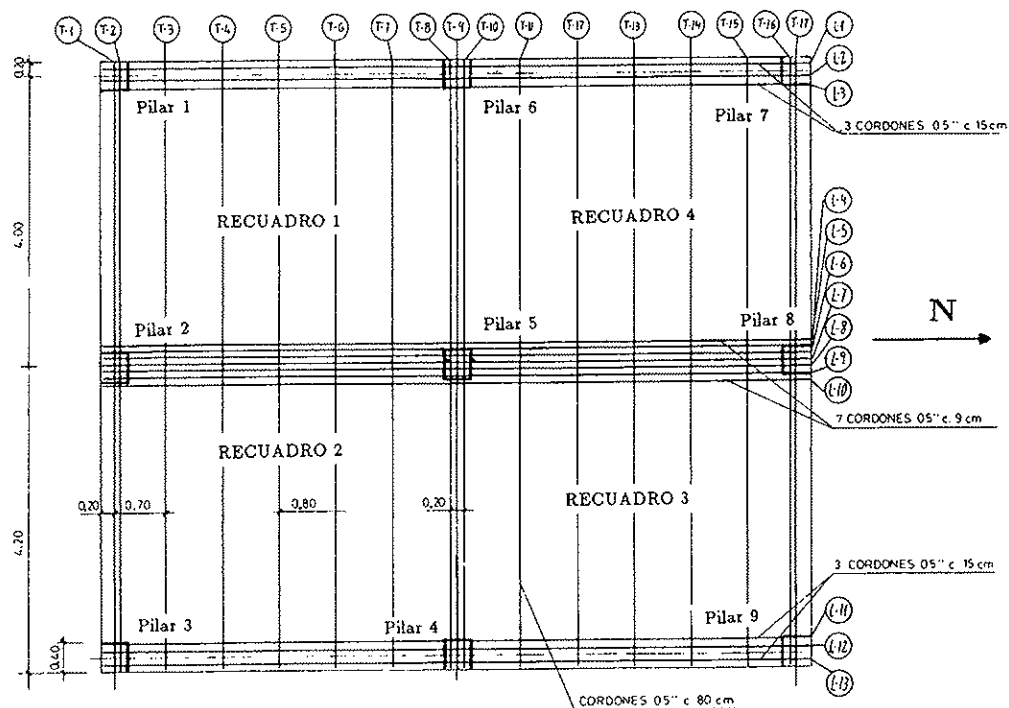 T-1 T-2 T-3 T-4 T-5 T-6 T-7 T-8 T-9 T-10 T-11 T-17 T-13 T-14 T-15 T-16 T-17
L-1
L-2
L-3
0,20
Pilar 1 Pilar 6 Pilar 7
3 CORDONES 0.5" c 15 cm
RECUADRO 1 RECUADRO 4
4.00
L-4
L-5
L-6
L-7
L-8
L-9
L-10
N
Pilar 2 Pilar 5 Pilar 8
7 CORDONES 0.5" c. 9 cm
RECUADRO 2
RECUADRO 3
0,20 0,70 0,80 0,20
4.20
3 CORDONES 0.5" c 15 cm
Pilar 3 Pilar 4 Pilar 9
L-11
L-12
L-13
0,40
CORDONES 0.5" c 80 cm